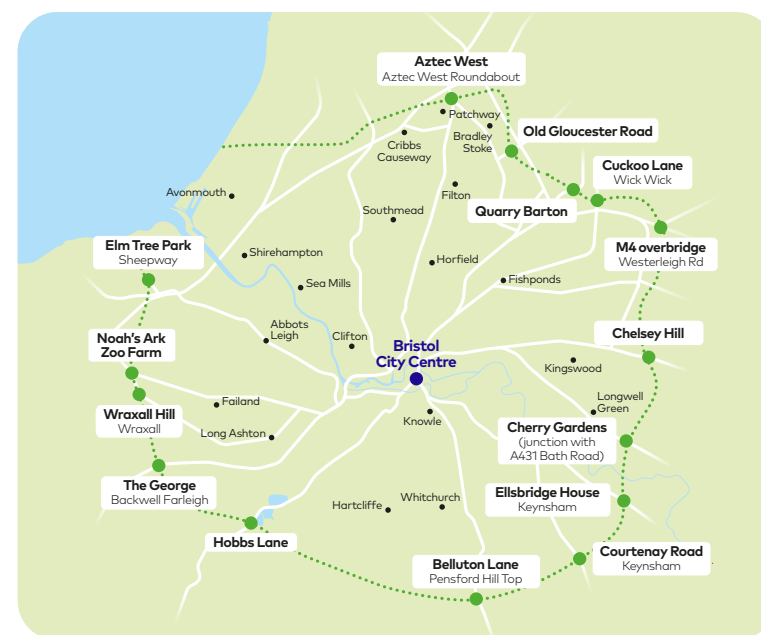 Aztec West
Aztec West Roundabout
Patchway
Bradley
Stoke
Cribbs
Causeway
Old Gloucester Road
Cuckoo Lane
Wick Wick
Avonmouth
Filton
Southmead
Quarry Barton
Elm Tree Park
Sheepway
Shirehampton
Horfield
M4 overbridge
Westerleigh Rd
Sea Mills
Fishponds
Abbots
Leigh
Clifton
Noah's Ark
Zoo Farm
Bristol
City Centre
Chelsey Hill
Kingswood
Failand
Wraxall Hill
Wraxall
Long Ashton
Knowle
Longwell
Green
Cherry Gardens
(junction with
A431 Bath Road)
The George
Backwell Farleigh
Hartcliffe
Whitchurch
Ellsbridge House
Keynsham
Hobbs Lane
Belluton Lane
Pensford Hill Top
Courtenay Road
Keynsham